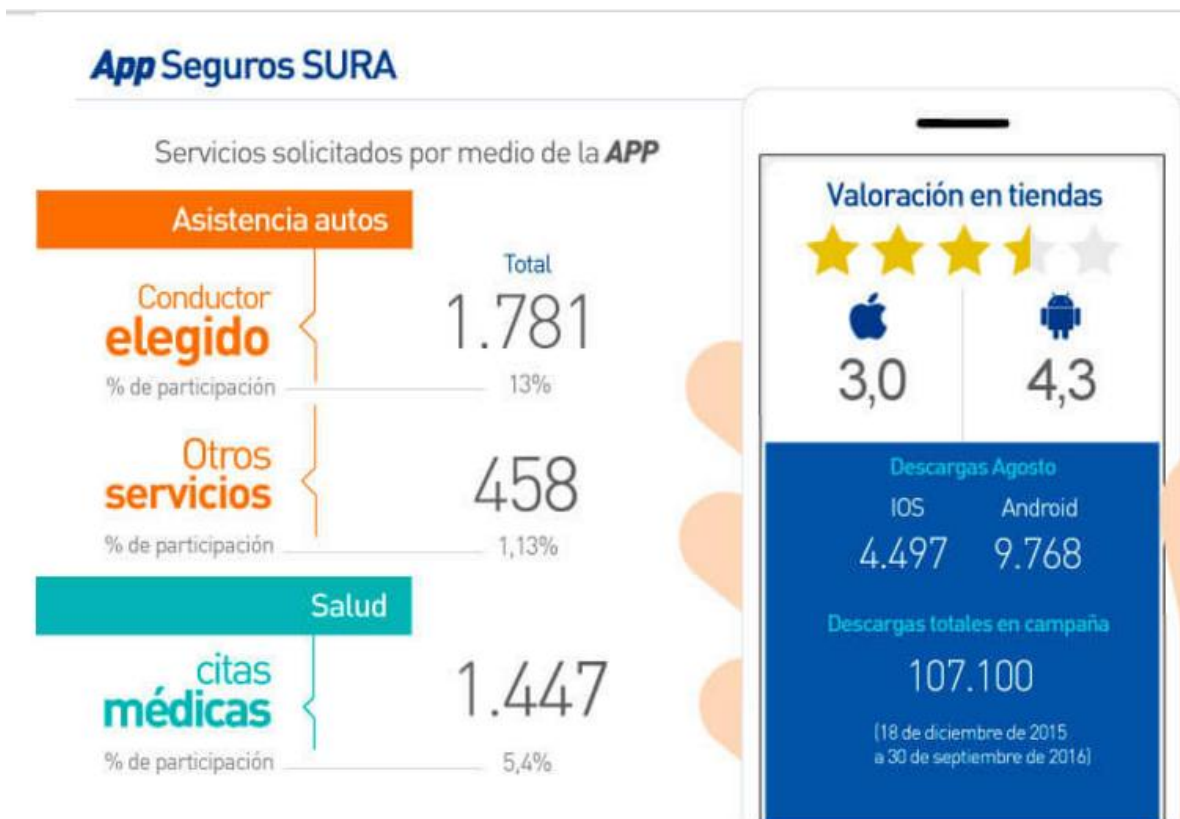 App Seguros SURA
Servicios solicitados por medio de la APP
Asistencia autos
Total
Conductor
elegido
1.781
% de participación
13%
Otros
servicios
458
% de participación
1,13%
Salud
citas
médicas
1.447
% de participación
5,4%
Valoración en tiendas
3,0
4,3
Descargas Agosto
IOS Android
4.497 9.768
Descargas totales en campaña
107.100
(18 de diciembre de 2015
a 30 de septiembre de 2016)